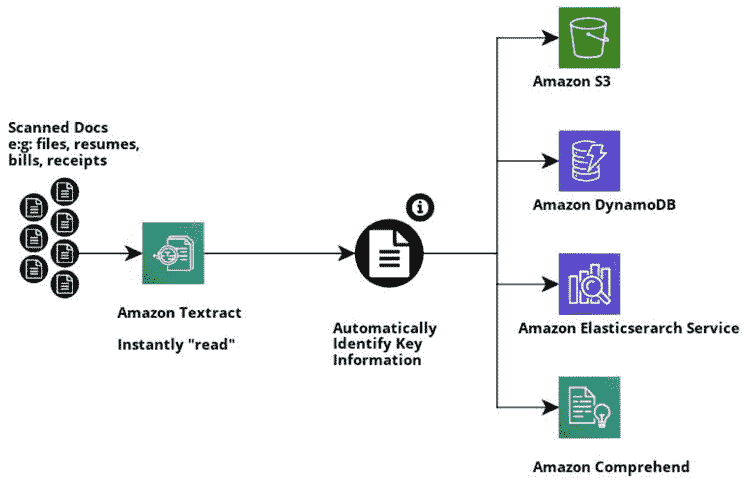 Scanned Docs
e:g: files, resumes,
bills, receipts
Amazon Textract
Instantly "read"
Automatically
Identify Key
Information
Amazon S3
Amazon DynamoDB
Amazon Elasticserarch Service
Amazon Comprehend